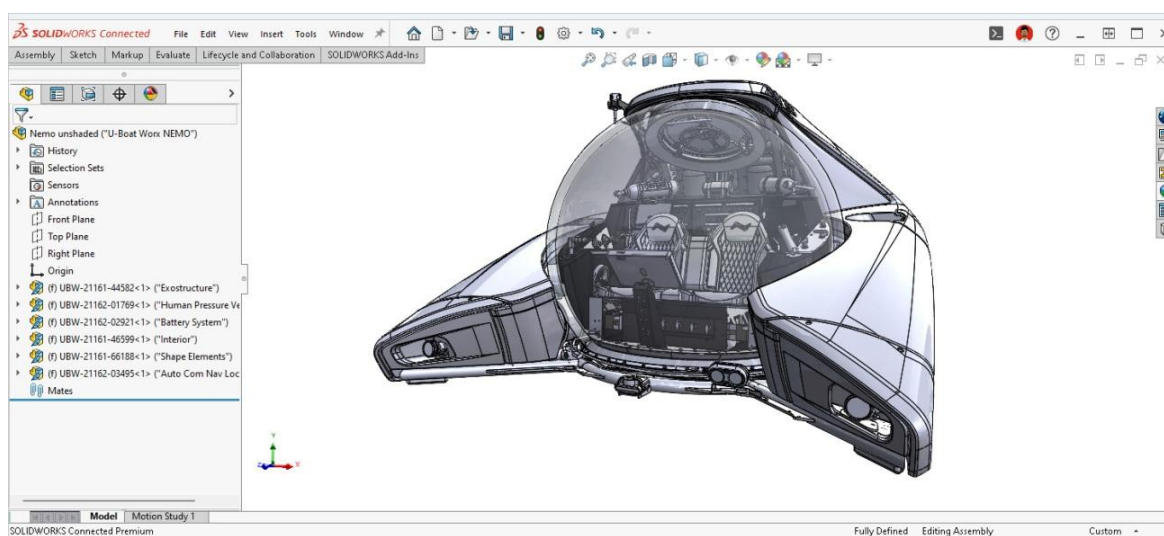 3S SOLIDWORKS Connected File Edit View Insert Tools Window
Assembly Sketch Markup Evaluate Lifecycle and Collaboration SOLIDWORKS Add-Ins
Nemo unshaded ("U-Boat Worx NEMO")
History
Selection Sets
Sensors
Annotations
Front Plane
Top Plane
Right Plane
Origin
(f) UBW-21161-44582<1> ("Exostructure")
(f) UBW-21162-01769<1> ("Human Pressure Ve
(f) UBW-21162-02921<1> ("Battery System")
(f) UBW-21161-46599<1> ("Interior")
(f) UBW-21161-66188<1> ("Shape Elements")
(f) UBW-21162-03495<1> ("Auto Com Nav Loc
Mates
Y
Z X
Model Motion Study 1
SOLIDWORKS Connected Premium Fully Defined Editing Assembly Custom